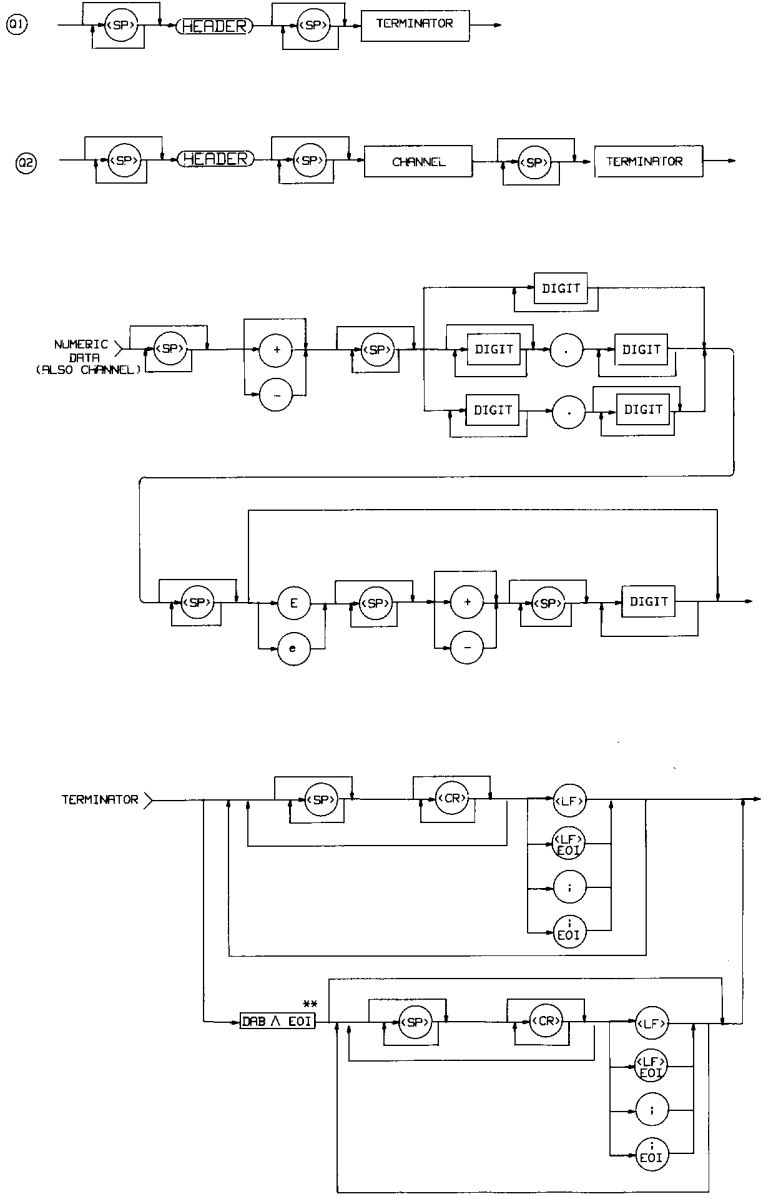 Q1 <SP> HEADER <SP> TERMINATOR
Q2 <SP> HEADER <SP> CHANNEL <SP> TERMINATOR
DIGIT
NUMERIC
DATA
(ALSO CHANNEL)
<SP> + <SP> DIGIT . DIGIT
- DIGIT . DIGIT
<SP> E <SP> + <SP> DIGIT
e -
TERMINATOR <SP> <CR> <LF>
<LF>
EOI
;
;
EOI
**
DAB ∧ EOI <SP> <CR> <LF>
<LF>
EOI
;
;
EOI